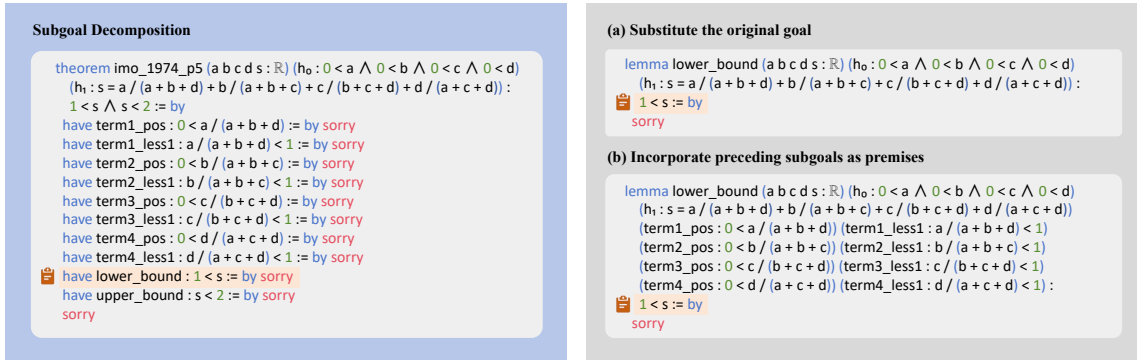 Subgoal Decomposition
theorem imo_1974_p5 (a b c d s : ℝ) (h₀ : 0 < a ∧ 0 < b ∧ 0 < c ∧ 0 < d)
(h₁ : s = a / (a + b + d) + b / (a + b + c) + c / (b + c + d) + d / (a + c + d)) :
1 < s ∧ s < 2 := by
have term1_pos : 0 < a / (a + b + d) := by sorry
have term1_less1 : a / (a + b + d) < 1 := by sorry
have term2_pos : 0 < b / (a + b + c) := by sorry
have term2_less1 : b / (a + b + c) < 1 := by sorry
have term3_pos : 0 < c / (b + c + d) := by sorry
have term3_less1 : c / (b + c + d) < 1 := by sorry
have term4_pos : 0 < d / (a + c + d) := by sorry
have term4_less1 : d / (a + c + d) < 1 := by sorry
have lower_bound : 1 < s := by sorry
have upper_bound : s < 2 := by sorry
sorry
(a) Substitute the original goal
lemma lower_bound (a b c d s : ℝ) (h₀ : 0 < a ∧ 0 < b ∧ 0 < c ∧ 0 < d)
(h₁ : s = a / (a + b + d) + b / (a + b + c) + c / (b + c + d) + d / (a + c + d)) :
1 < s := by
sorry
(b) Incorporate preceding subgoals as premises
lemma lower_bound (a b c d s : ℝ) (h₀ : 0 < a ∧ 0 < b ∧ 0 < c ∧ 0 < d)
(h₁ : s = a / (a + b + d) + b / (a + b + c) + c / (b + c + d) + d / (a + c + d))
(term1_pos : 0 < a / (a + b + d)) (term1_less1 : a / (a + b + d) < 1)
(term2_pos : 0 < b / (a + b + c)) (term2_less1 : b / (a + b + c) < 1)
(term3_pos : 0 < c / (b + c + d)) (term3_less1 : c / (b + c + d) < 1)
(term4_pos : 0 < d / (a + c + d)) (term4_less1 : d / (a + c + d) < 1) :
1 < s := by
sorry